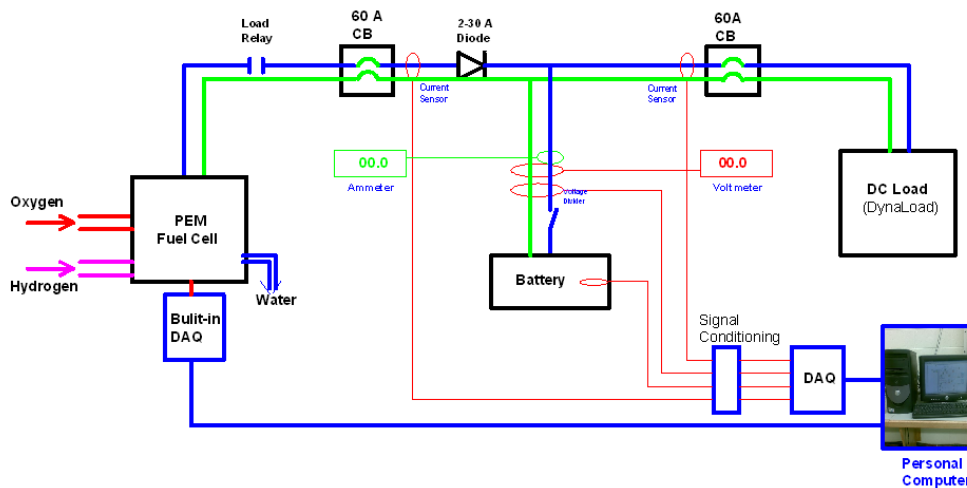 60 A
CB
2-30 A
Diode
60A
CB
Load
Relay
Current
Sensor
Current
Sensor
00.0
Ammeter
00.0
Voltmeter
Voltage
Divider
DC Load
(DynaLoad)
Oxygen
PEM
Fuel Cell
Hydrogen
Water
Battery
Bulit-in
DAQ
Signal
Conditioning
DAQ
Personal
Computer